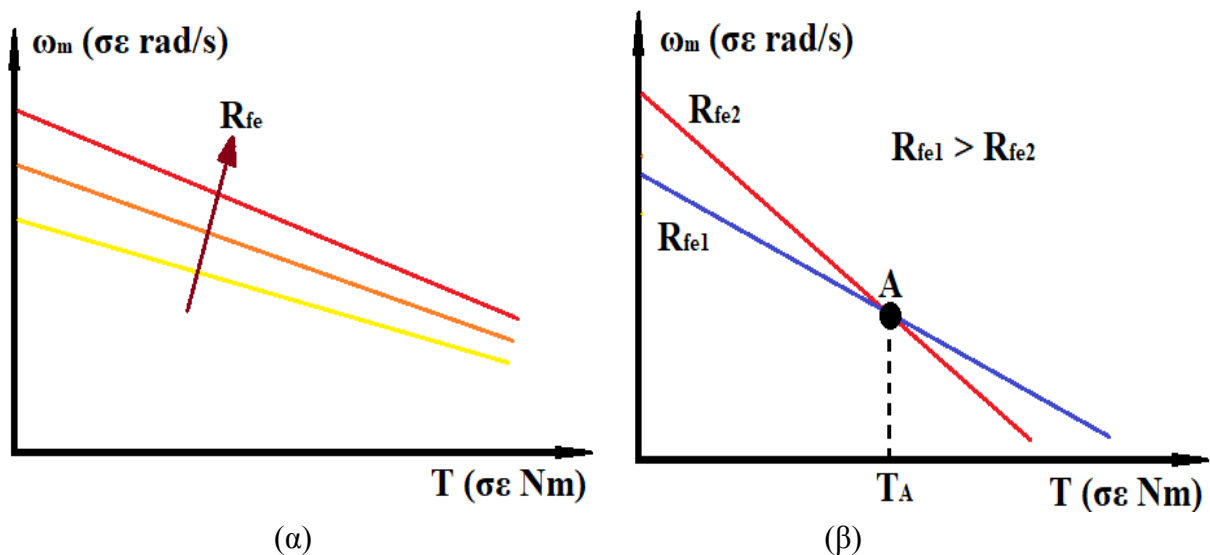 ωm (σε rad/s)
Rfe
T (σε Nm)
(α)
ωm (σε rad/s)
Rfe2
Rfe1 > Rfe2
Rfe1
A
TA
T (σε Nm)
(β)